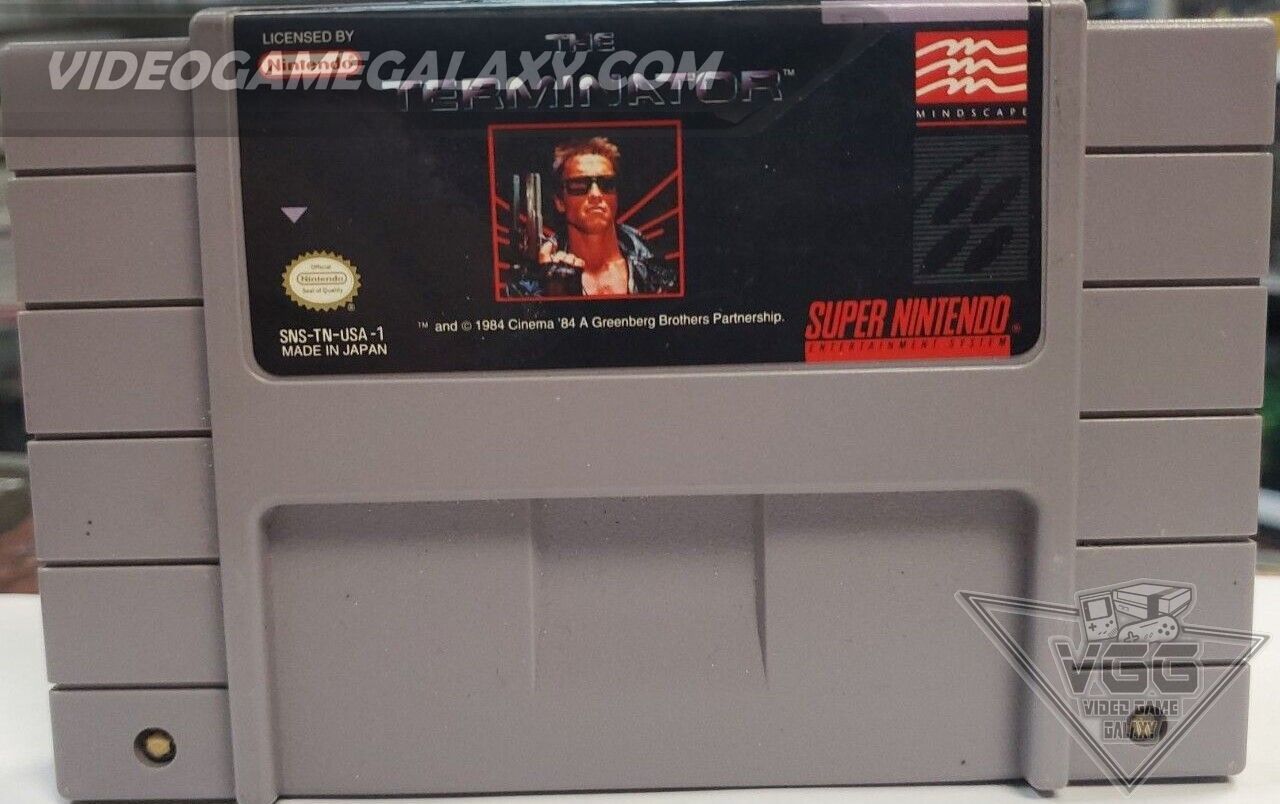 LICENSED BY
Nintendo
VIDEOGAMEGALAXY.COM
THE
TERMINATOR™
MINDSCAPE
Official
Nintendo
Seal of Quality
®
SNS-TN-USA-1
MADE IN JAPAN
™ and © 1984 Cinema '84 A Greenberg Brothers Partnership.
SUPER NINTENDO®
ENTERTAINMENT SYSTEM
VGG
VIDEO GAME
GALAXY